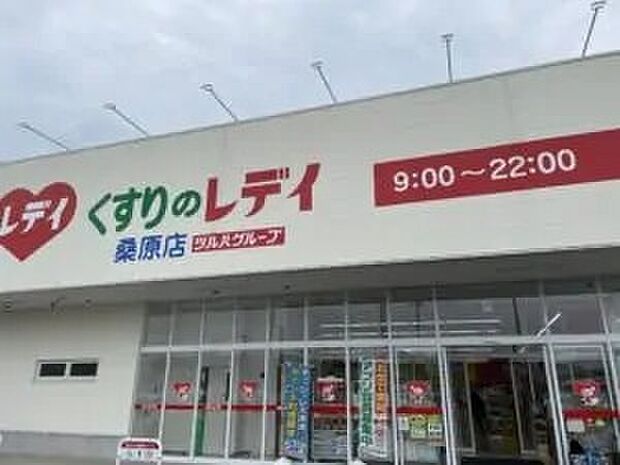 レデイ
くすりのレデイ
桑原店 ツルハグループ
9:00～22:00